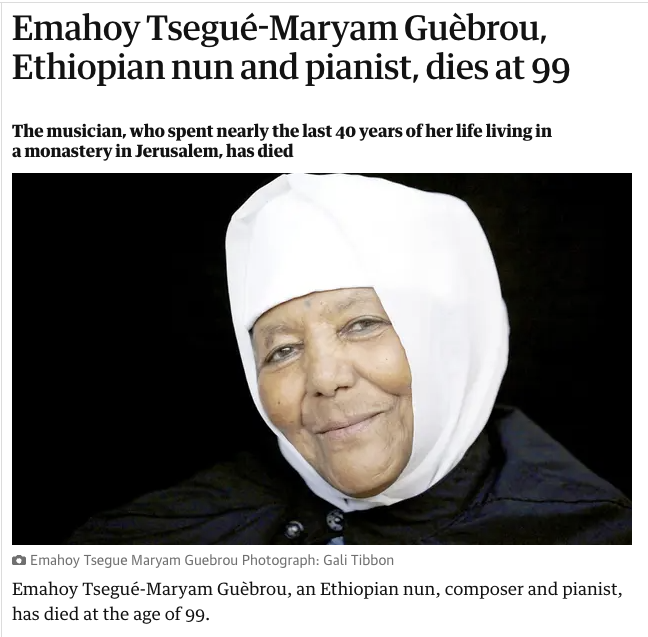 Emahoy Tsegué-Maryam Guèbrou,
Ethiopian nun and pianist, dies at 99
The musician, who spent nearly the last 40 years of her life living in
a monastery in Jerusalem, has died
Emahoy Tsegue Maryam Guebrou Photograph: Gali Tibbon
Emahoy Tsegué-Maryam Guèbrou, an Ethiopian nun, composer and pianist,
has died at the age of 99.